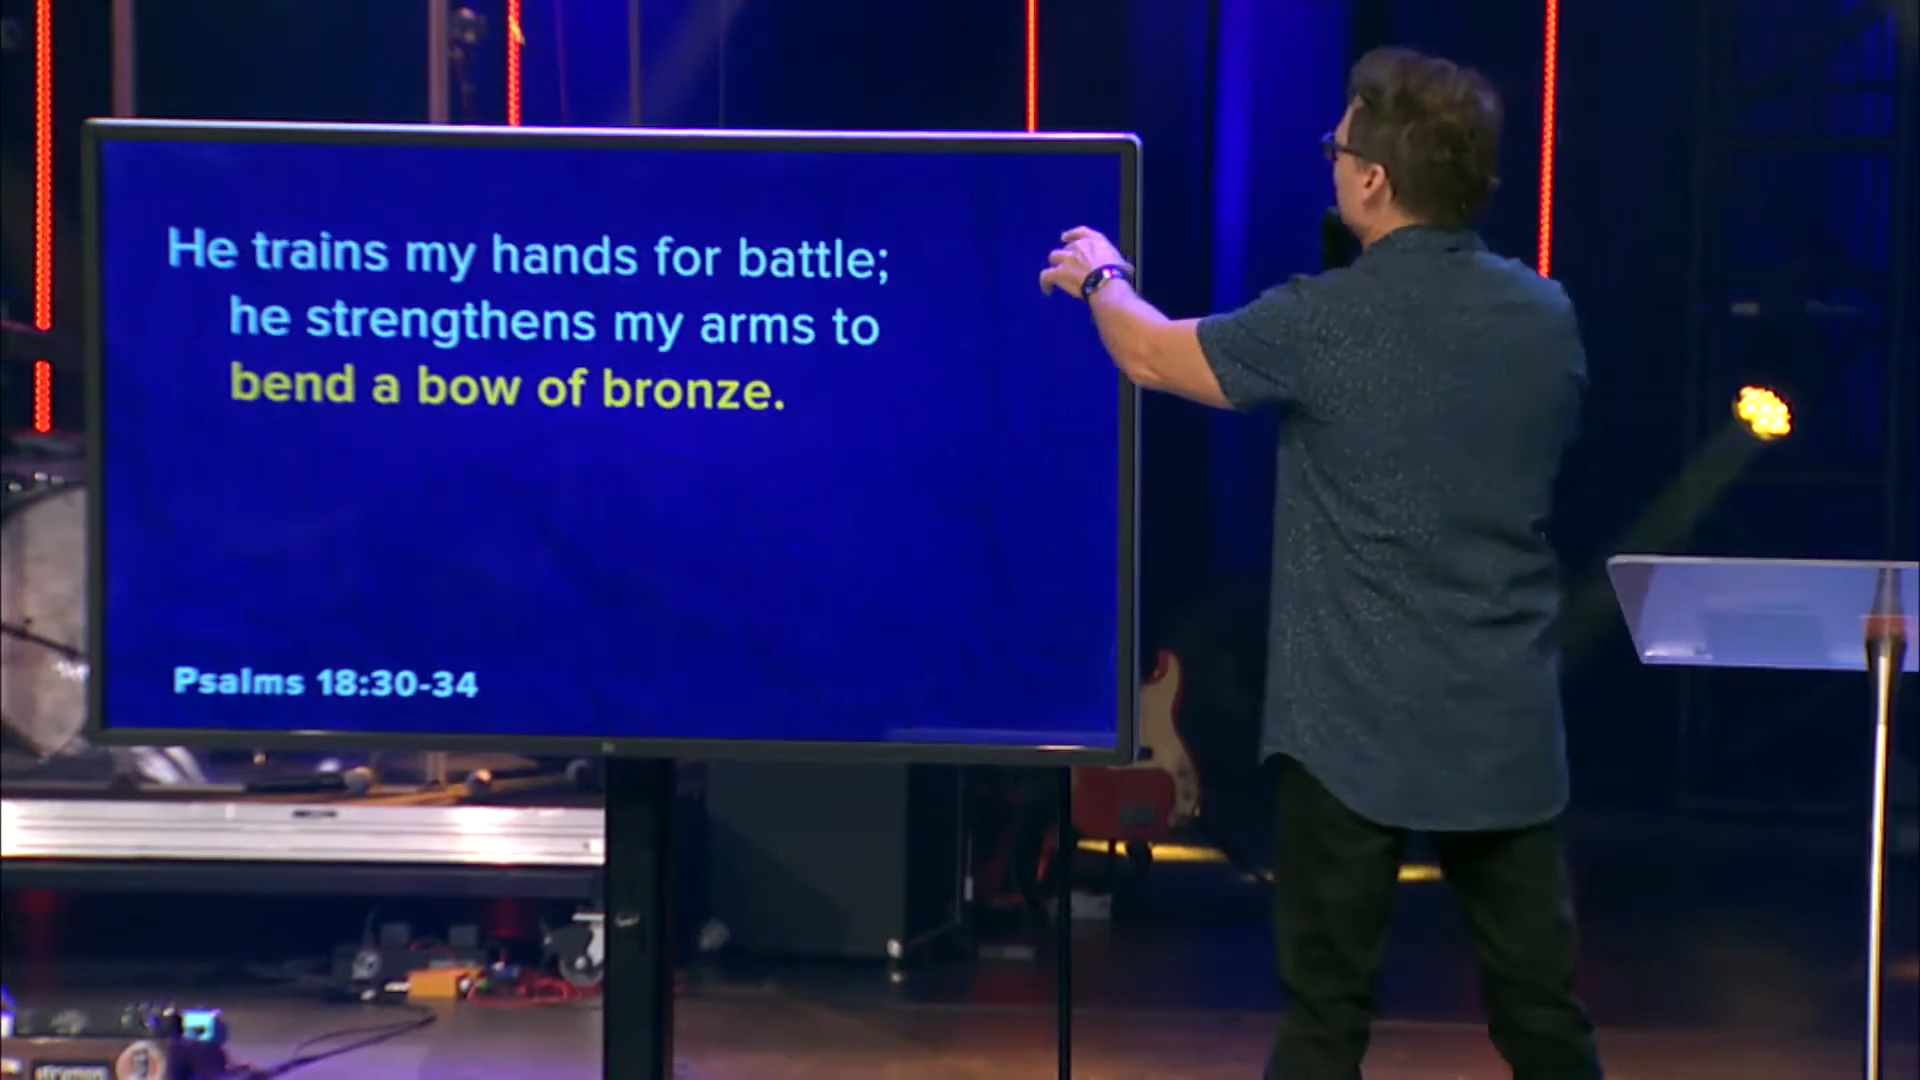 He trains my hands for battle;
he strengthens my arms to
bend a bow of bronze.
Psalms 18:30-34
strymon